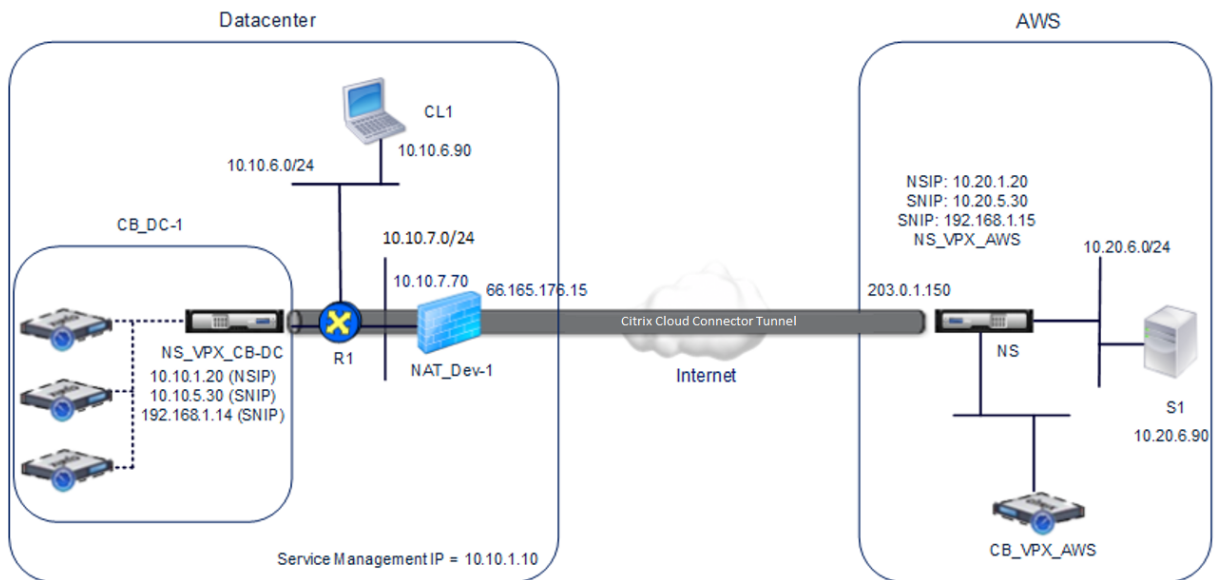 Datacenter
AWS
CL1
10.10.6.90
10.10.6.0/24
CB_DC-1
10.10.7.0/24
10.10.7.70
66.165.176.15
NS_VPX_CB-DC
10.10.1.20 (NSIP)
10.10.5.30 (SNIP)
192.168.1.14 (SNIP)
R1
NAT_Dev-1
Citrix Cloud Connector Tunnel
Internet
203.0.1.150
NSIP: 10.20.1.20
SNIP: 10.20.5.30
SNIP: 192.168.1.15
NS_VPX_AWS
10.20.6.0/24
NS
S1
10.20.6.90
CB_VPX_AWS
Service Management IP = 10.10.1.10